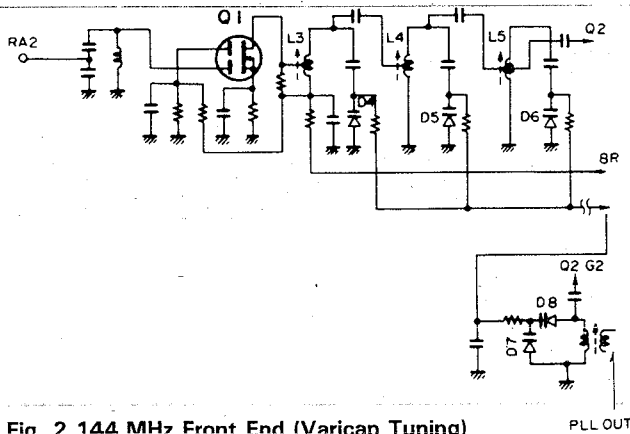 Q1
RA2
L3
L4
L5
Q2
D4
D5
D6
8R
Q2 G2
D8
D7
PLL OUT
Fig. 2 144 MHz Front End (Varicap Tuning)